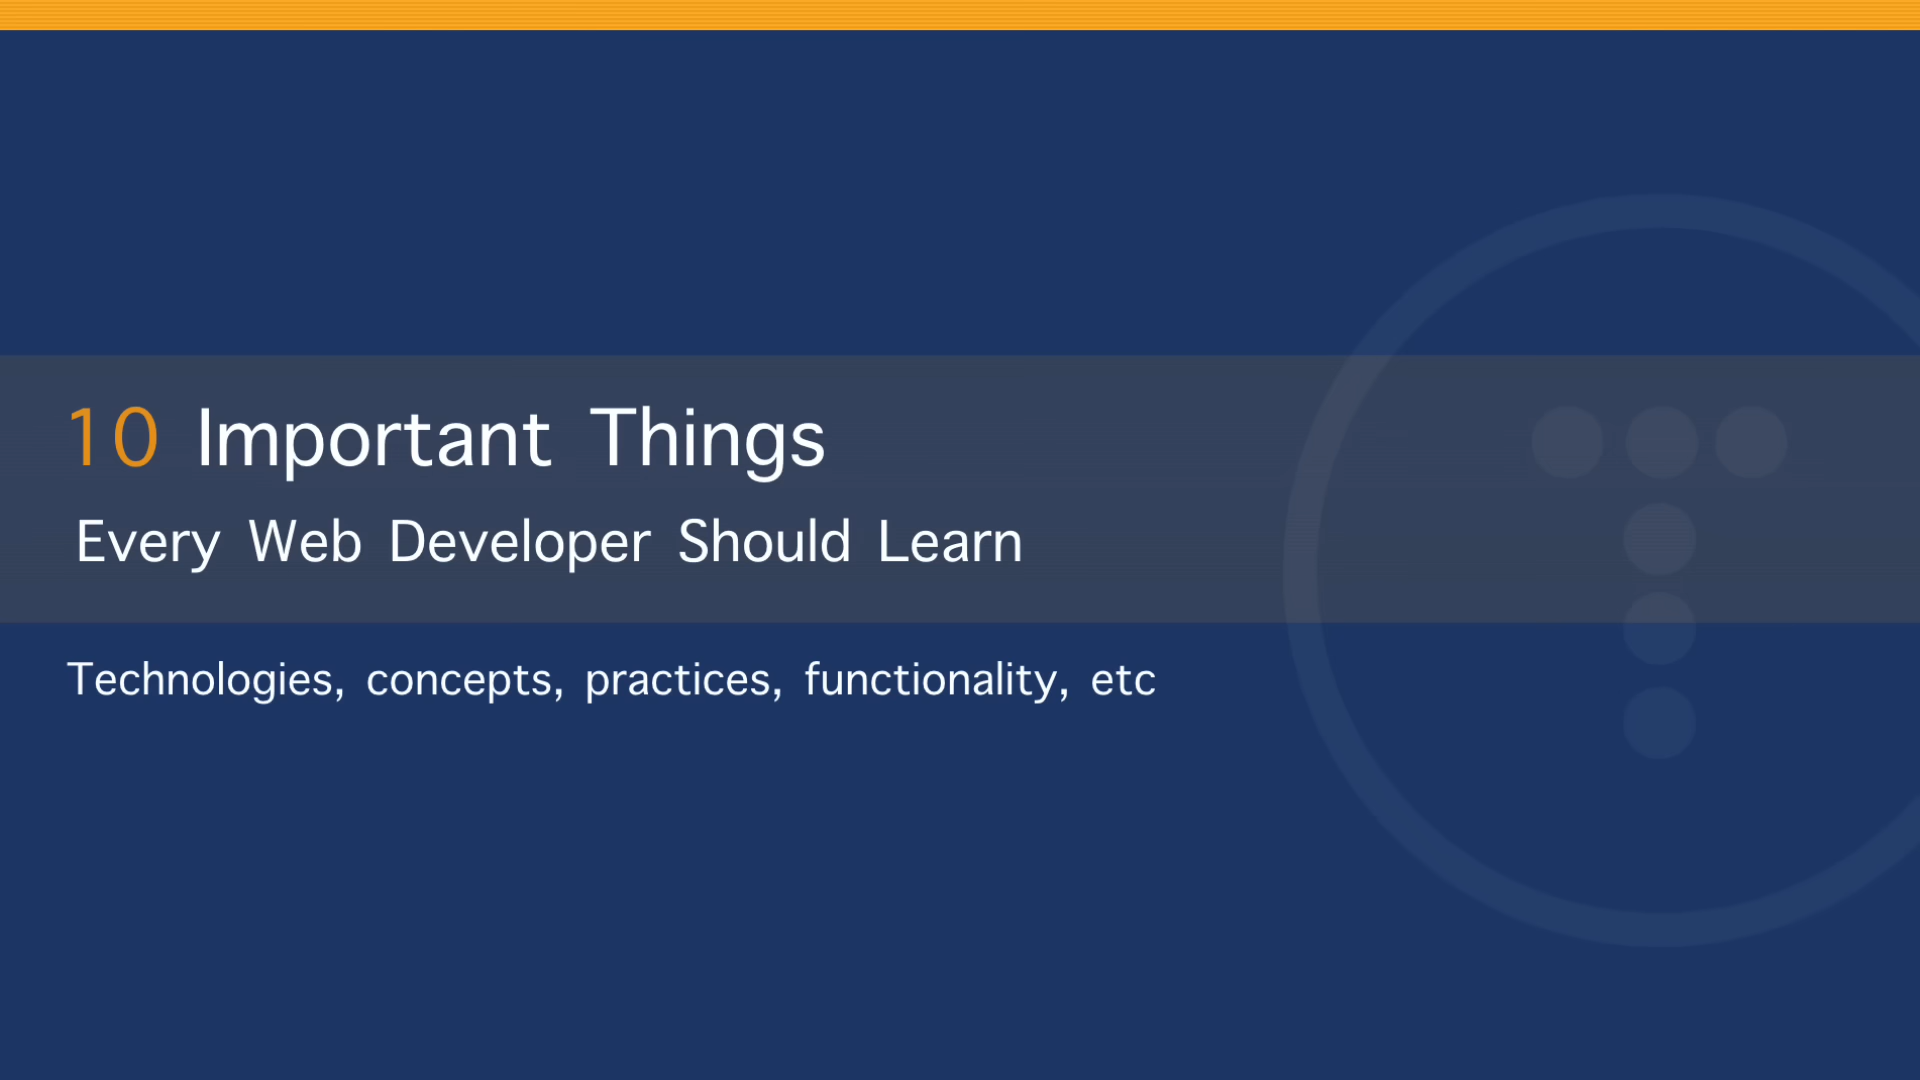 10 Important Things
Every Web Developer Should Learn
Technologies, concepts, practices, functionality, etc